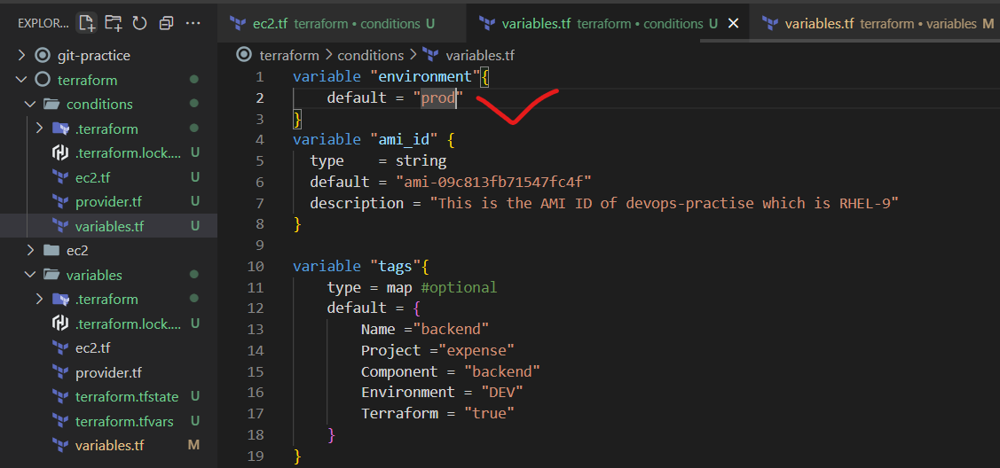 EXPLOR...
git-practice
terraform
conditions
.terraform
.terraform.lock.... U
ec2.tf U
provider.tf U
variables.tf U
ec2
variables
.terraform
.terraform.lock.... U
ec2.tf
provider.tf
terraform.tfstate U
terraform.tfvars U
variables.tf M
ec2.tf terraform • conditions U
variables.tf terraform • conditions U
variables.tf terraform • variables M
terraform > conditions > variables.tf
1 variable "environment"{
2 default = "prod"
3 }
4 variable "ami_id" {
5 type    = string
6 default = "ami-09c813fb71547fc4f"
7 description = "This is the AMI ID of devops-practise which is RHEL-9"
8 }
9
10 variable "tags"{
11 type = map #optional
12 default = {
13 Name ="backend"
14 Project ="expense"
15 Component = "backend"
16 Environment = "DEV"
17 Terraform = "true"
18 }
19 }